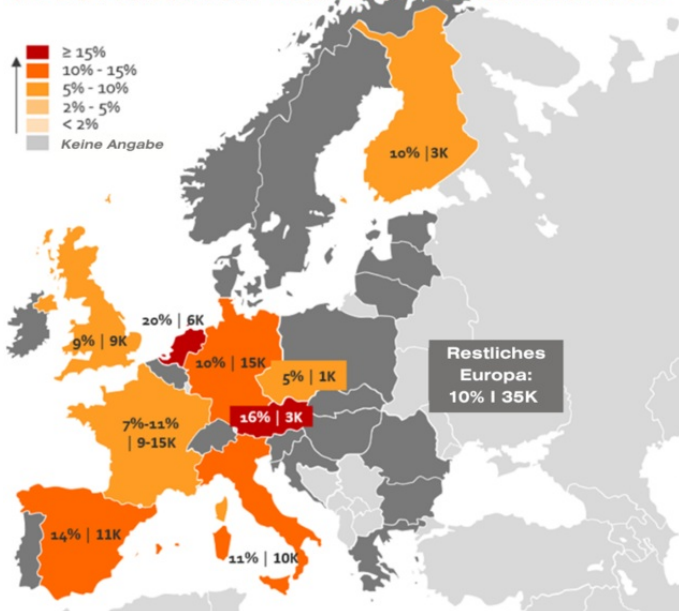 ≥ 15%
10% - 15%
5% - 10%
2% - 5%
< 2%
Keine Angabe
10% |3K
20% | 6K
9% | 9K
10% | 15K
5% | 1K
Restliches
Europa:
10% I 35K
16% | 3K
7%-11%
| 9-15K
14% | 11K
11% | 10K